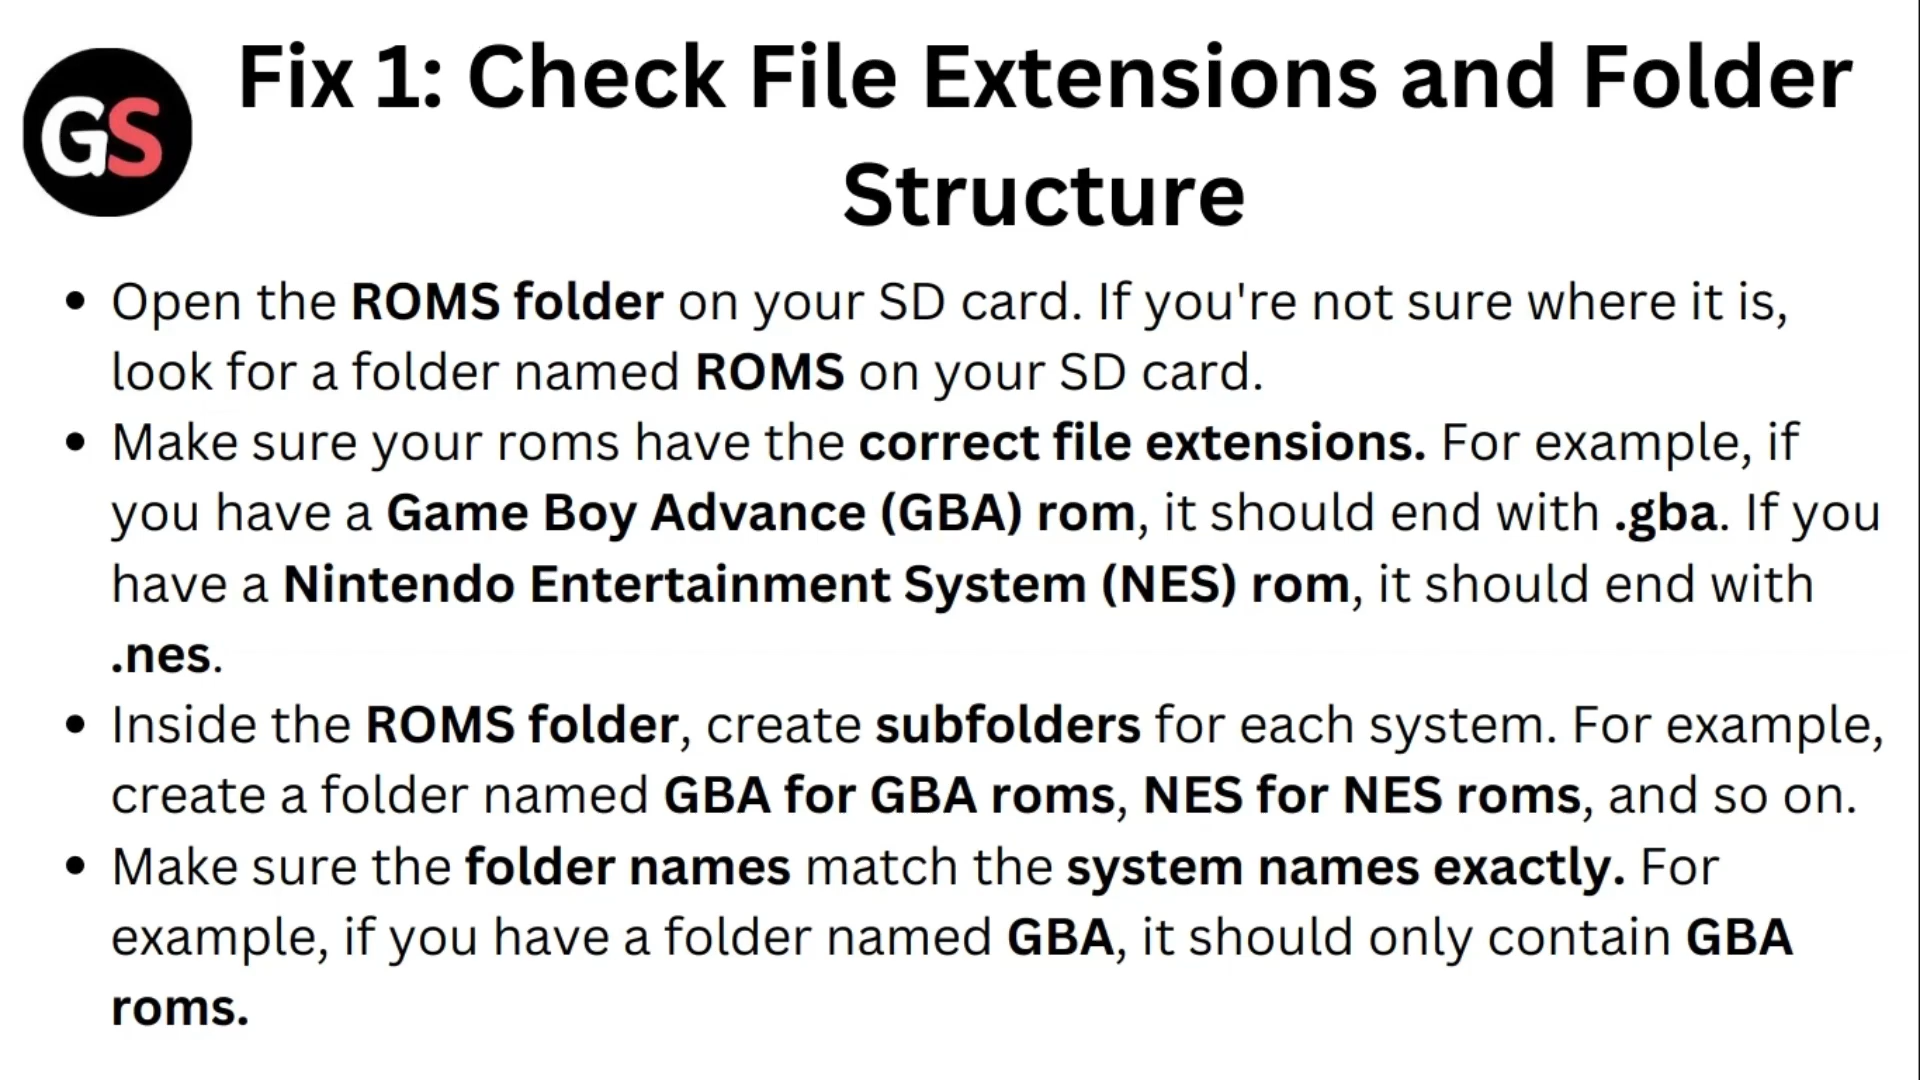 GS
Fix 1: Check File Extensions and Folder
Structure
• Open the ROMS folder on your SD card. If you're not sure where it is,
look for a folder named ROMS on your SD card.
• Make sure your roms have the correct file extensions. For example, if
you have a Game Boy Advance (GBA) rom, it should end with .gba. If you
have a Nintendo Entertainment System (NES) rom, it should end with
.nes.
• Inside the ROMS folder, create subfolders for each system. For example,
create a folder named GBA for GBA roms, NES for NES roms, and so on.
• Make sure the folder names match the system names exactly. For
example, if you have a folder named GBA, it should only contain GBA
roms.